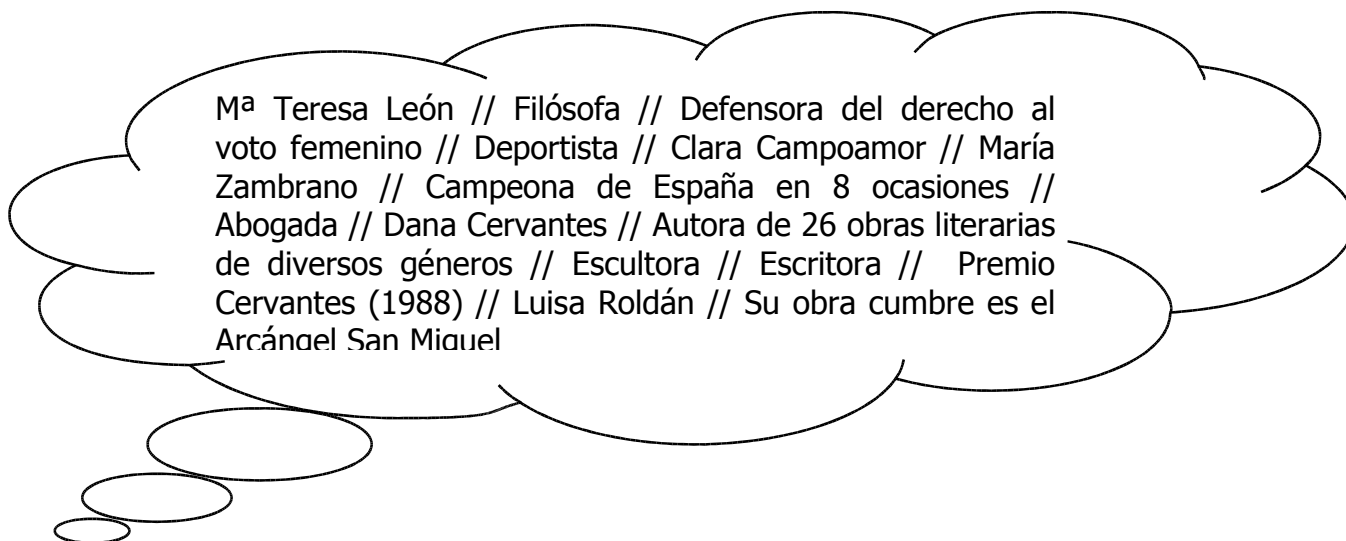 Mª Teresa León // Filósofa // Defensora del derecho al
voto femenino // Deportista // Clara Campoamor // María
Zambrano // Campeona de España en 8 ocasiones //
Abogada // Dana Cervantes // Autora de 26 obras literarias
de diversos géneros // Escultora // Escritora // Premio
Cervantes (1988) // Luisa Roldán // Su obra cumbre es el
Arcángel San Miguel